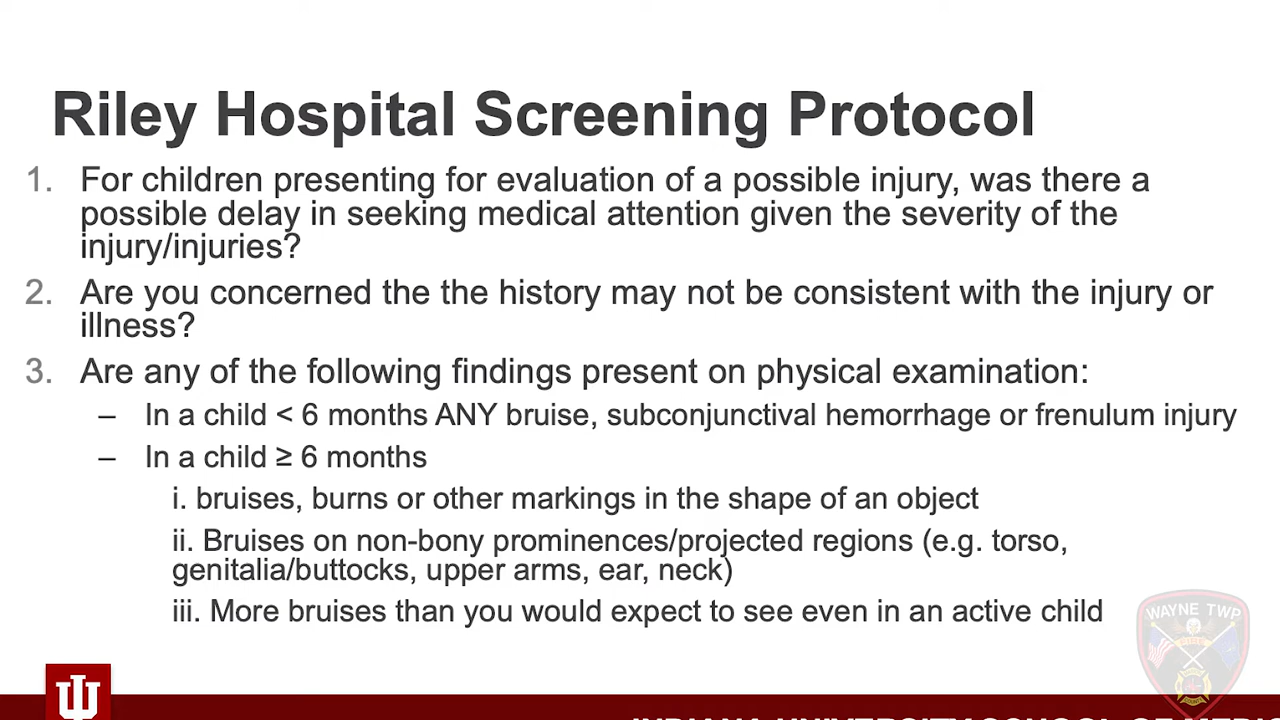 Riley Hospital Screening Protocol
1. For children presenting for evaluation of a possible injury, was there a
possible delay in seeking medical attention given the severity of the
injury/injuries?
2. Are you concerned the the history may not be consistent with the injury or
illness?
3. Are any of the following findings present on physical examination:
– In a child < 6 months ANY bruise, subconjunctival hemorrhage or frenulum injury
– In a child ≥ 6 months
i. bruises, burns or other markings in the shape of an object
ii. Bruises on non-bony prominences/projected regions (e.g. torso,
genitalia/buttocks, upper arms, ear, neck)
iii. More bruises than you would expect to see even in an active child
WAYNE TWP
INDIANA UNIVERSITY SCHOOL OF